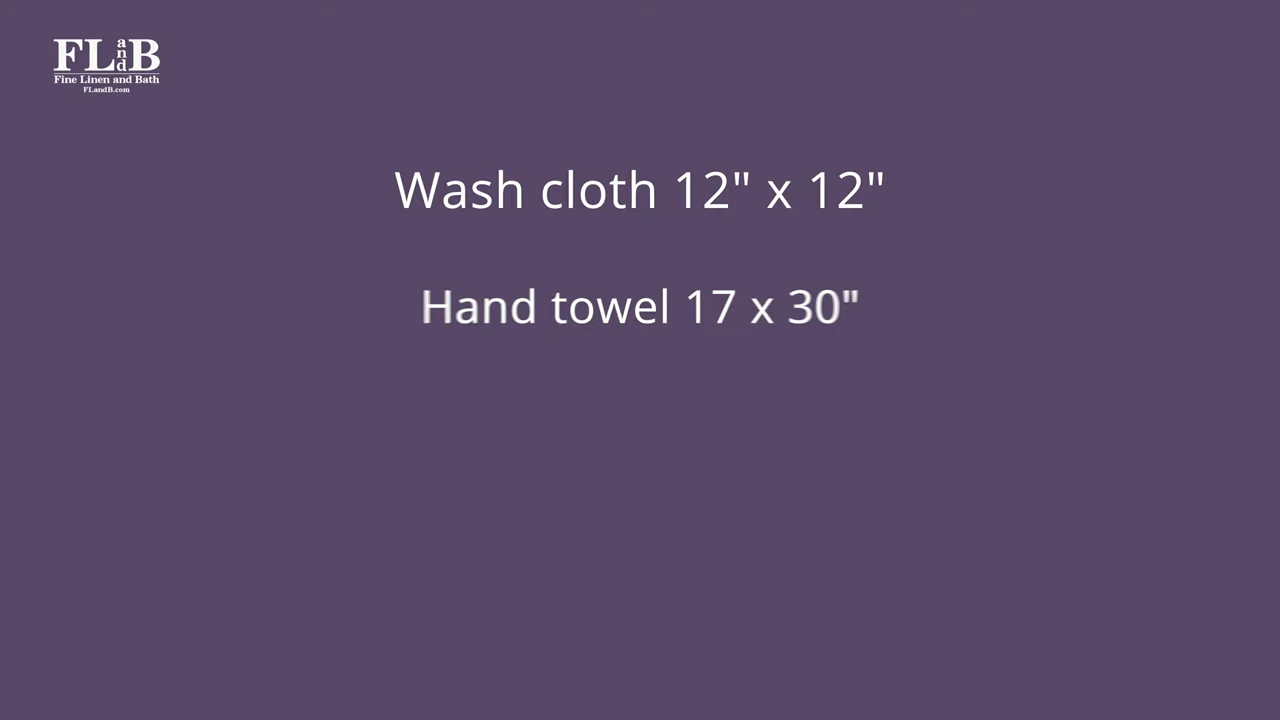 FLandB
Fine Linen and Bath
FLandB.com
Wash cloth 12" x 12"
Hand towel 17 x 30"